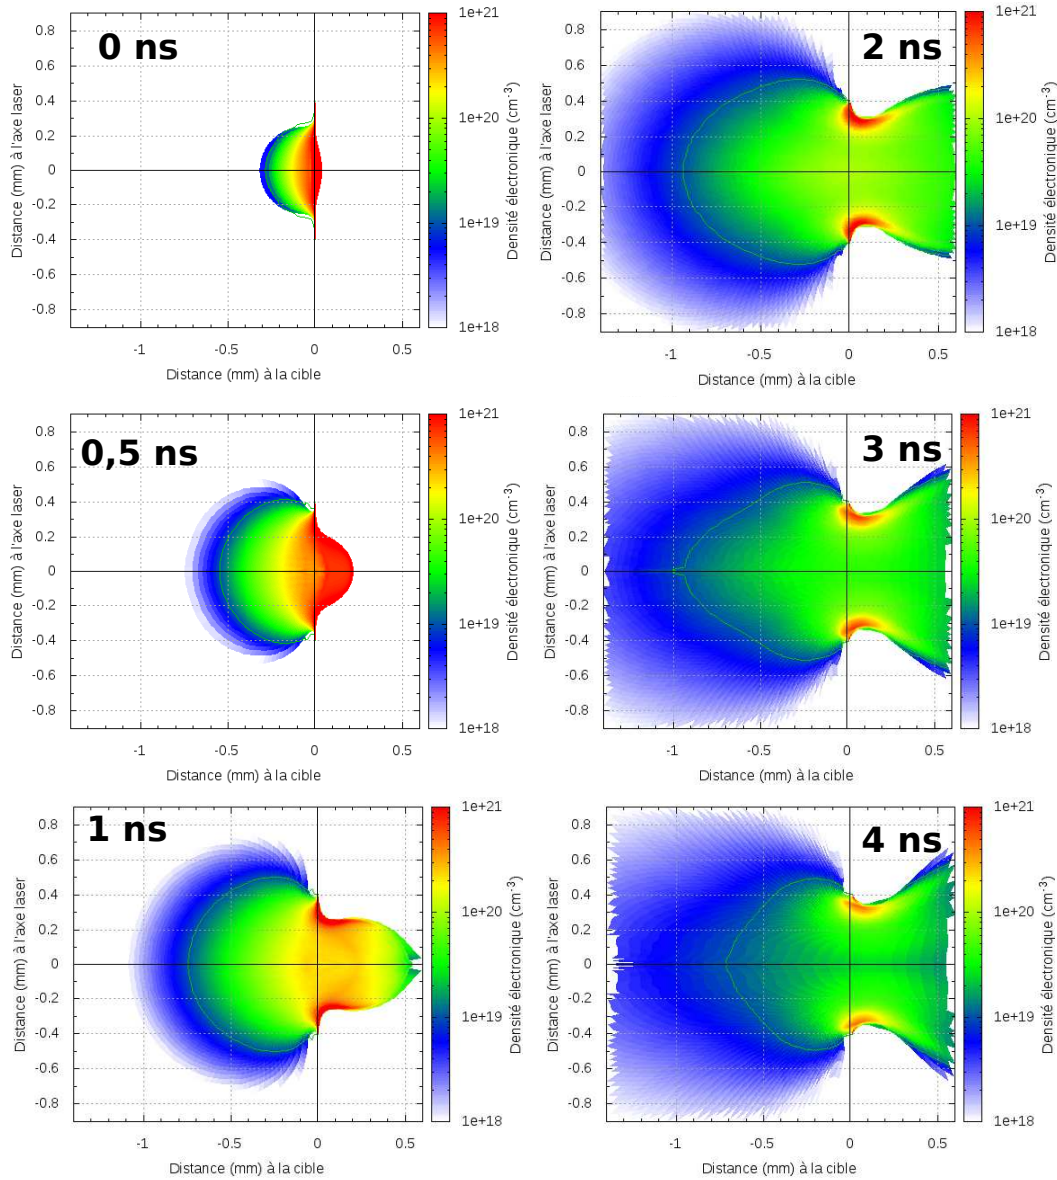 0 ns
0.8
0.6
0.4
0.2
0
-0.2
-0.4
-0.6
-0.8
-1
-0.5
0
0.5
Distance (mm) à la cible
Distance (mm) à l'axe laser
1e+21
1e+20
1e+19
1e+18
Densité électronique (cm⁻³)
2 ns
0.8
0.6
0.4
0.2
0
-0.2
-0.4
-0.6
-0.8
-1
-0.5
0
0.5
Distance (mm) à la cible
Distance (mm) à l'axe laser
1e+21
1e+20
1e+19
1e+18
Densité électronique (cm⁻³)
0,5 ns
0.8
0.6
0.4
0.2
0
-0.2
-0.4
-0.6
-0.8
-1
-0.5
0
0.5
Distance (mm) à la cible
Distance (mm) à l'axe laser
1e+21
1e+20
1e+19
1e+18
Densité électronique (cm⁻³)
3 ns
0.8
0.6
0.4
0.2
0
-0.2
-0.4
-0.6
-0.8
-1
-0.5
0
0.5
Distance (mm) à la cible
Distance (mm) à l'axe laser
1e+21
1e+20
1e+19
1e+18
Densité électronique (cm⁻³)
1 ns
0.8
0.6
0.4
0.2
0
-0.2
-0.4
-0.6
-0.8
-1
-0.5
0
0.5
Distance (mm) à la cible
Distance (mm) à l'axe laser
1e+21
1e+20
1e+19
1e+18
Densité électronique (cm⁻³)
4 ns
0.8
0.6
0.4
0.2
0
-0.2
-0.4
-0.6
-0.8
-1
-0.5
0
0.5
Distance (mm) à la cible
Distance (mm) à l'axe laser
1e+21
1e+20
1e+19
1e+18
Densité électronique (cm⁻³)